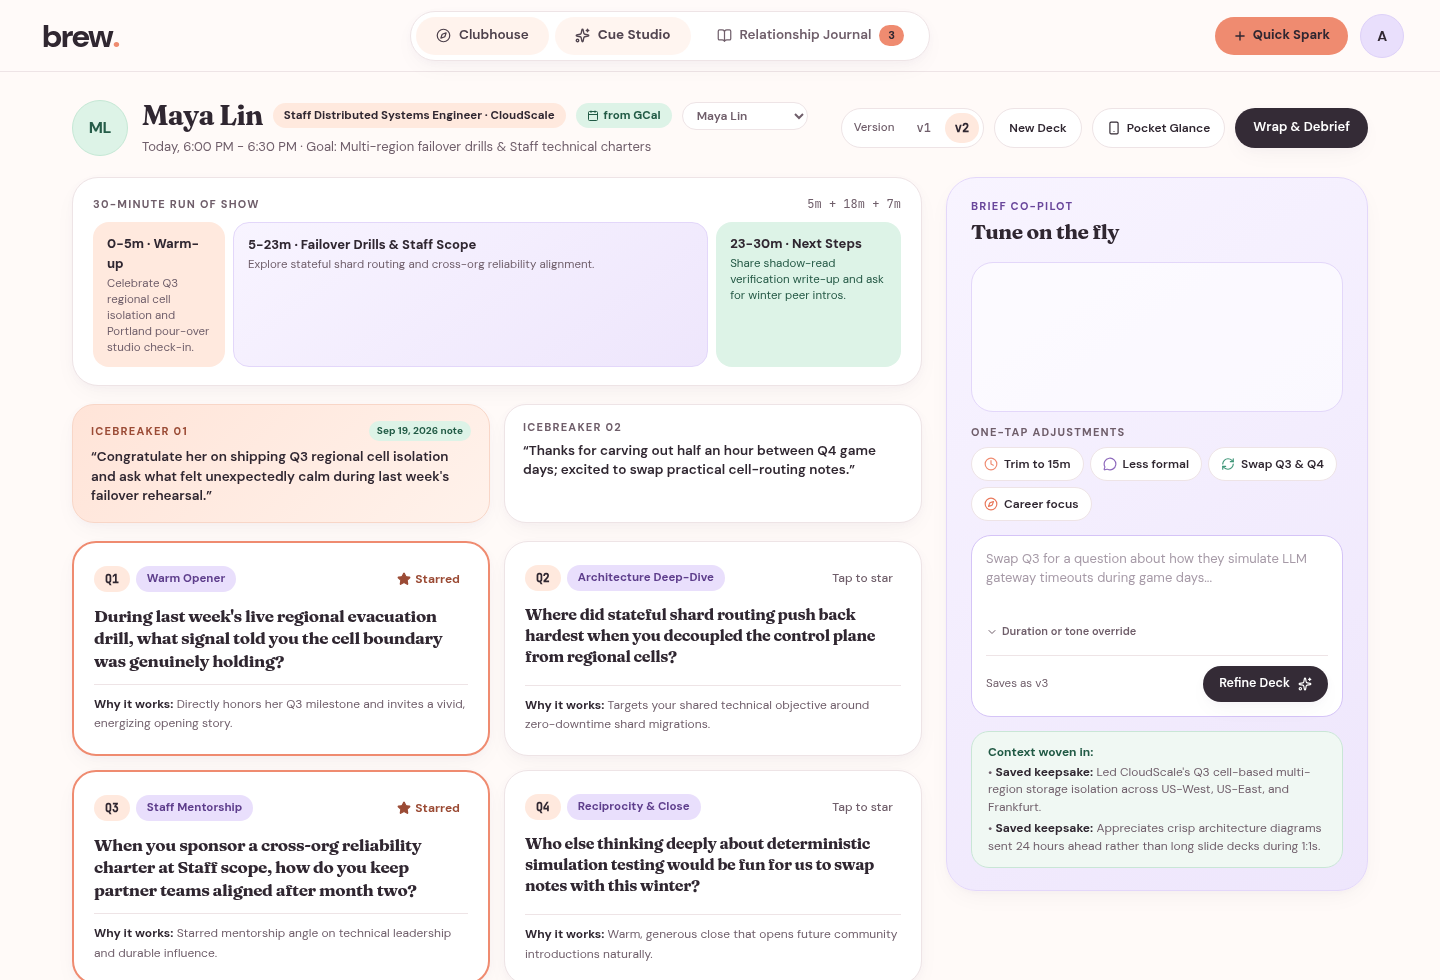 brew.
Clubhouse
Cue Studio
Relationship Journal 3
Quick Spark
A
ML
Maya Lin
Staff Distributed Systems Engineer · CloudScale
from GCal
Maya Lin
Today, 6:00 PM – 6:30 PM · Goal: Multi-region failover drills & Staff technical charters
Version v1 v2
New Deck
Pocket Glance
Wrap & Debrief
30-MINUTE RUN OF SHOW
5m + 18m + 7m
0-5m · Warm-
up
Celebrate Q3
regional cell
isolation and
Portland pour-over
studio check-in.
5-23m · Failover Drills & Staff Scope
Explore stateful shard routing and cross-org reliability alignment.
23-30m · Next Steps
Share shadow-read
verification write-up and ask
for winter peer intros.
ICEBREAKER 01
Sep 19, 2026 note
“Congratulate her on shipping Q3 regional cell isolation
and ask what felt unexpectedly calm during last week's
failover rehearsal.”
ICEBREAKER 02
“Thanks for carving out half an hour between Q4 game
days; excited to swap practical cell-routing notes.”
Q1 Warm Opener
Starred
During last week's live regional evacuation
drill, what signal told you the cell boundary
was genuinely holding?
Why it works: Directly honors her Q3 milestone and invites a vivid,
energizing opening story.
Q2 Architecture Deep-Dive
Tap to star
Where did stateful shard routing push back
hardest when you decoupled the control plane
from regional cells?
Why it works: Targets your shared technical objective around
zero-downtime shard migrations.
Q3 Staff Mentorship
Starred
When you sponsor a cross-org reliability
charter at Staff scope, how do you keep
partner teams aligned after month two?
Why it works: Starred mentorship angle on technical leadership
and durable influence.
Q4 Reciprocity & Close
Tap to star
Who else thinking deeply about deterministic
simulation testing would be fun for us to swap
notes with this winter?
Why it works: Warm, generous close that opens future community
introductions naturally.
BRIEF CO-PILOT
Tune on the fly
ONE-TAP ADJUSTMENTS
Trim to 15m
Less formal
Swap Q3 & Q4
Career focus
Swap Q3 for a question about how they simulate LLM
gateway timeouts during game days...
Duration or tone override
Saves as v3
Refine Deck
Context woven in:
• Saved keepsake: Led CloudScale's Q3 cell-based multi-
region storage isolation across US-West, US-East, and
Frankfurt.
• Saved keepsake: Appreciates crisp architecture diagrams
sent 24 hours ahead rather than long slide decks during 1:1s.